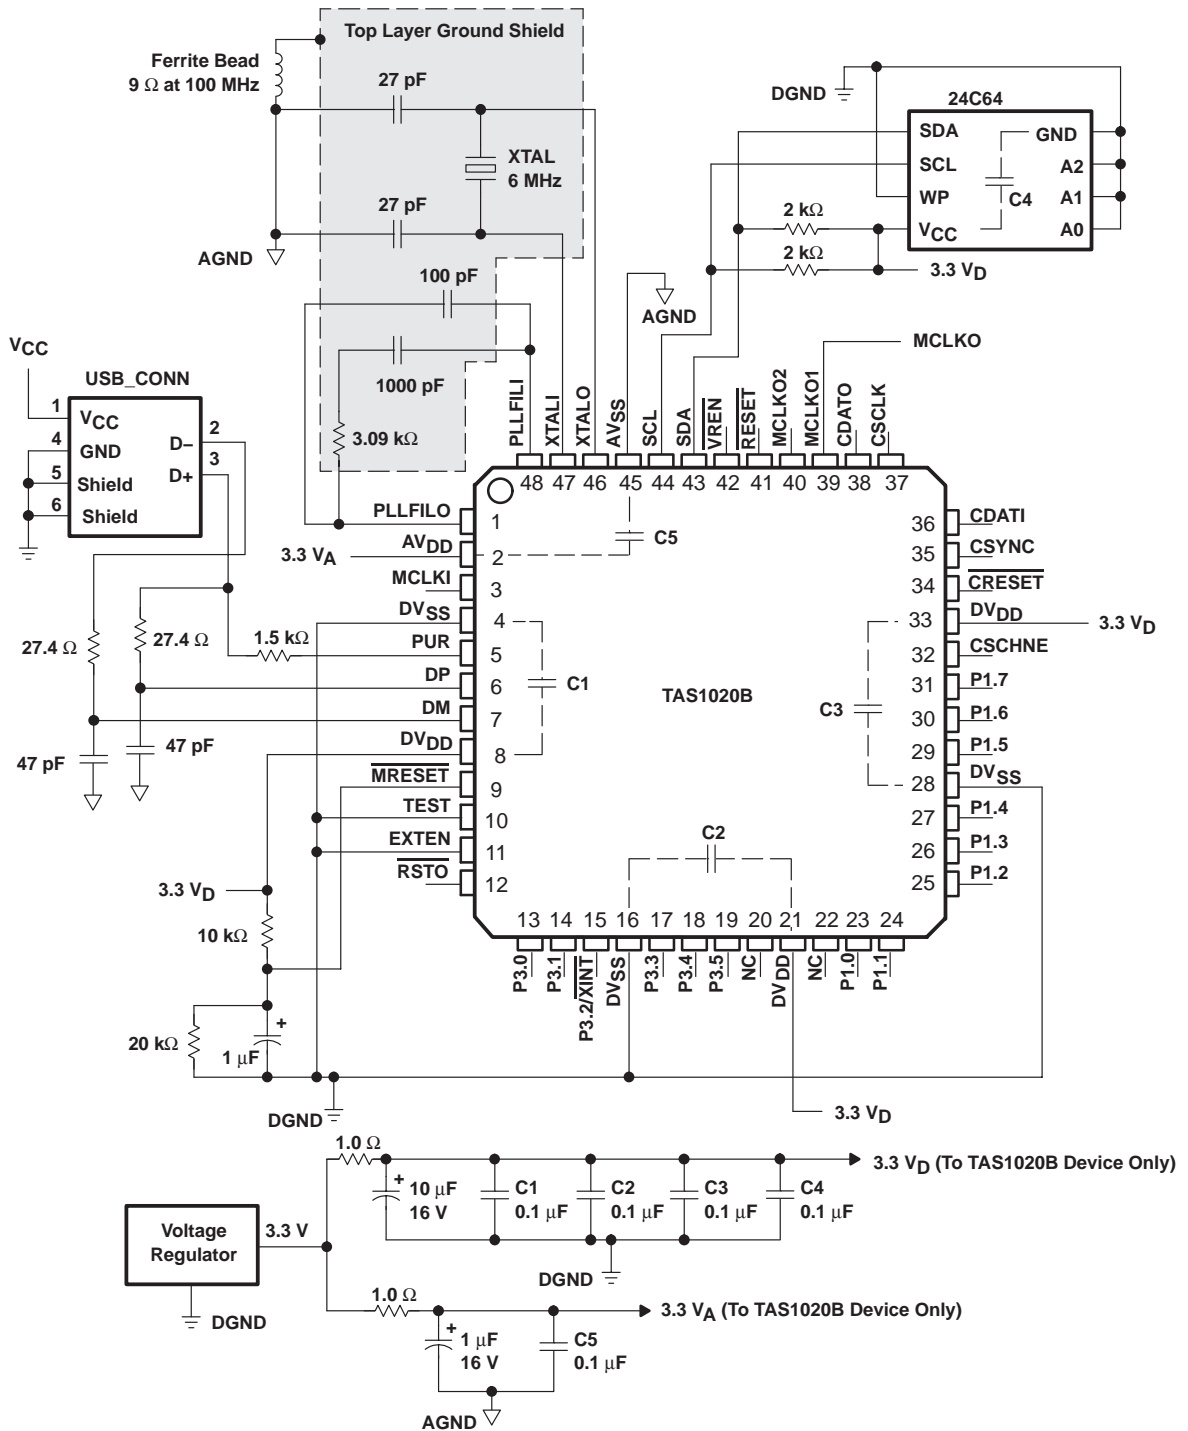 Top Layer Ground Shield
Ferrite Bead
9 Ω at 100 MHz
27 pF
XTAL
6 MHz
27 pF
AGND
100 pF
1000 pF
3.09 kΩ
DGND
24C64
SDA
SCL
WP
VCC
GND
A2
A1
A0
C4
2 kΩ
2 kΩ
3.3 VD
AGND
MCLKO
VCC
USB_CONN
1
4
5
6
VCC
GND
Shield
Shield
D–
D+
2
3
PLLFILI
XTALI
XTALO
AVSS
SCL
SDA
VREN
RESET
MCLKO2
MCLKO1
CDATO
CSCLK
48 47 46 45 44 43 42 41 40 39 38 37
PLLFILO 1
3.3 VA AVDD 2
MCLKI 3
DVSS 4
PUR 5
DP 6
DM 7
DVDD 8
MRESET 9
TEST 10
EXTEN 11
RSTO 12
C5
C1
TAS1020B
C3
C2
36 CDATI
35 CSYNC
34 CRESET
33 DVDD 3.3 VD
32 CSCHNE
31 P1.7
30 P1.6
29 P1.5
28 DVSS
27 P1.4
26 P1.3
25 P1.2
27.4 Ω
27.4 Ω
1.5 kΩ
47 pF
47 pF
3.3 VD
10 kΩ
20 kΩ
+
1 μF
13 14 15 16 17 18 19 20 21 22 23 24
P3.0
P3.1
P3.2/XINT
DVSS
P3.3
P3.4
P3.5
NC
DVDD
NC
P1.0
P1.1
DGND
3.3 VD
1.0 Ω
3.3 VD (To TAS1020B Device Only)
+
10 μF
16 V
C1
0.1 μF
C2
0.1 μF
C3
0.1 μF
C4
0.1 μF
Voltage
Regulator
3.3 V
DGND
DGND
1.0 Ω
3.3 VA (To TAS1020B Device Only)
+
1 μF
16 V
C5
0.1 μF
AGND